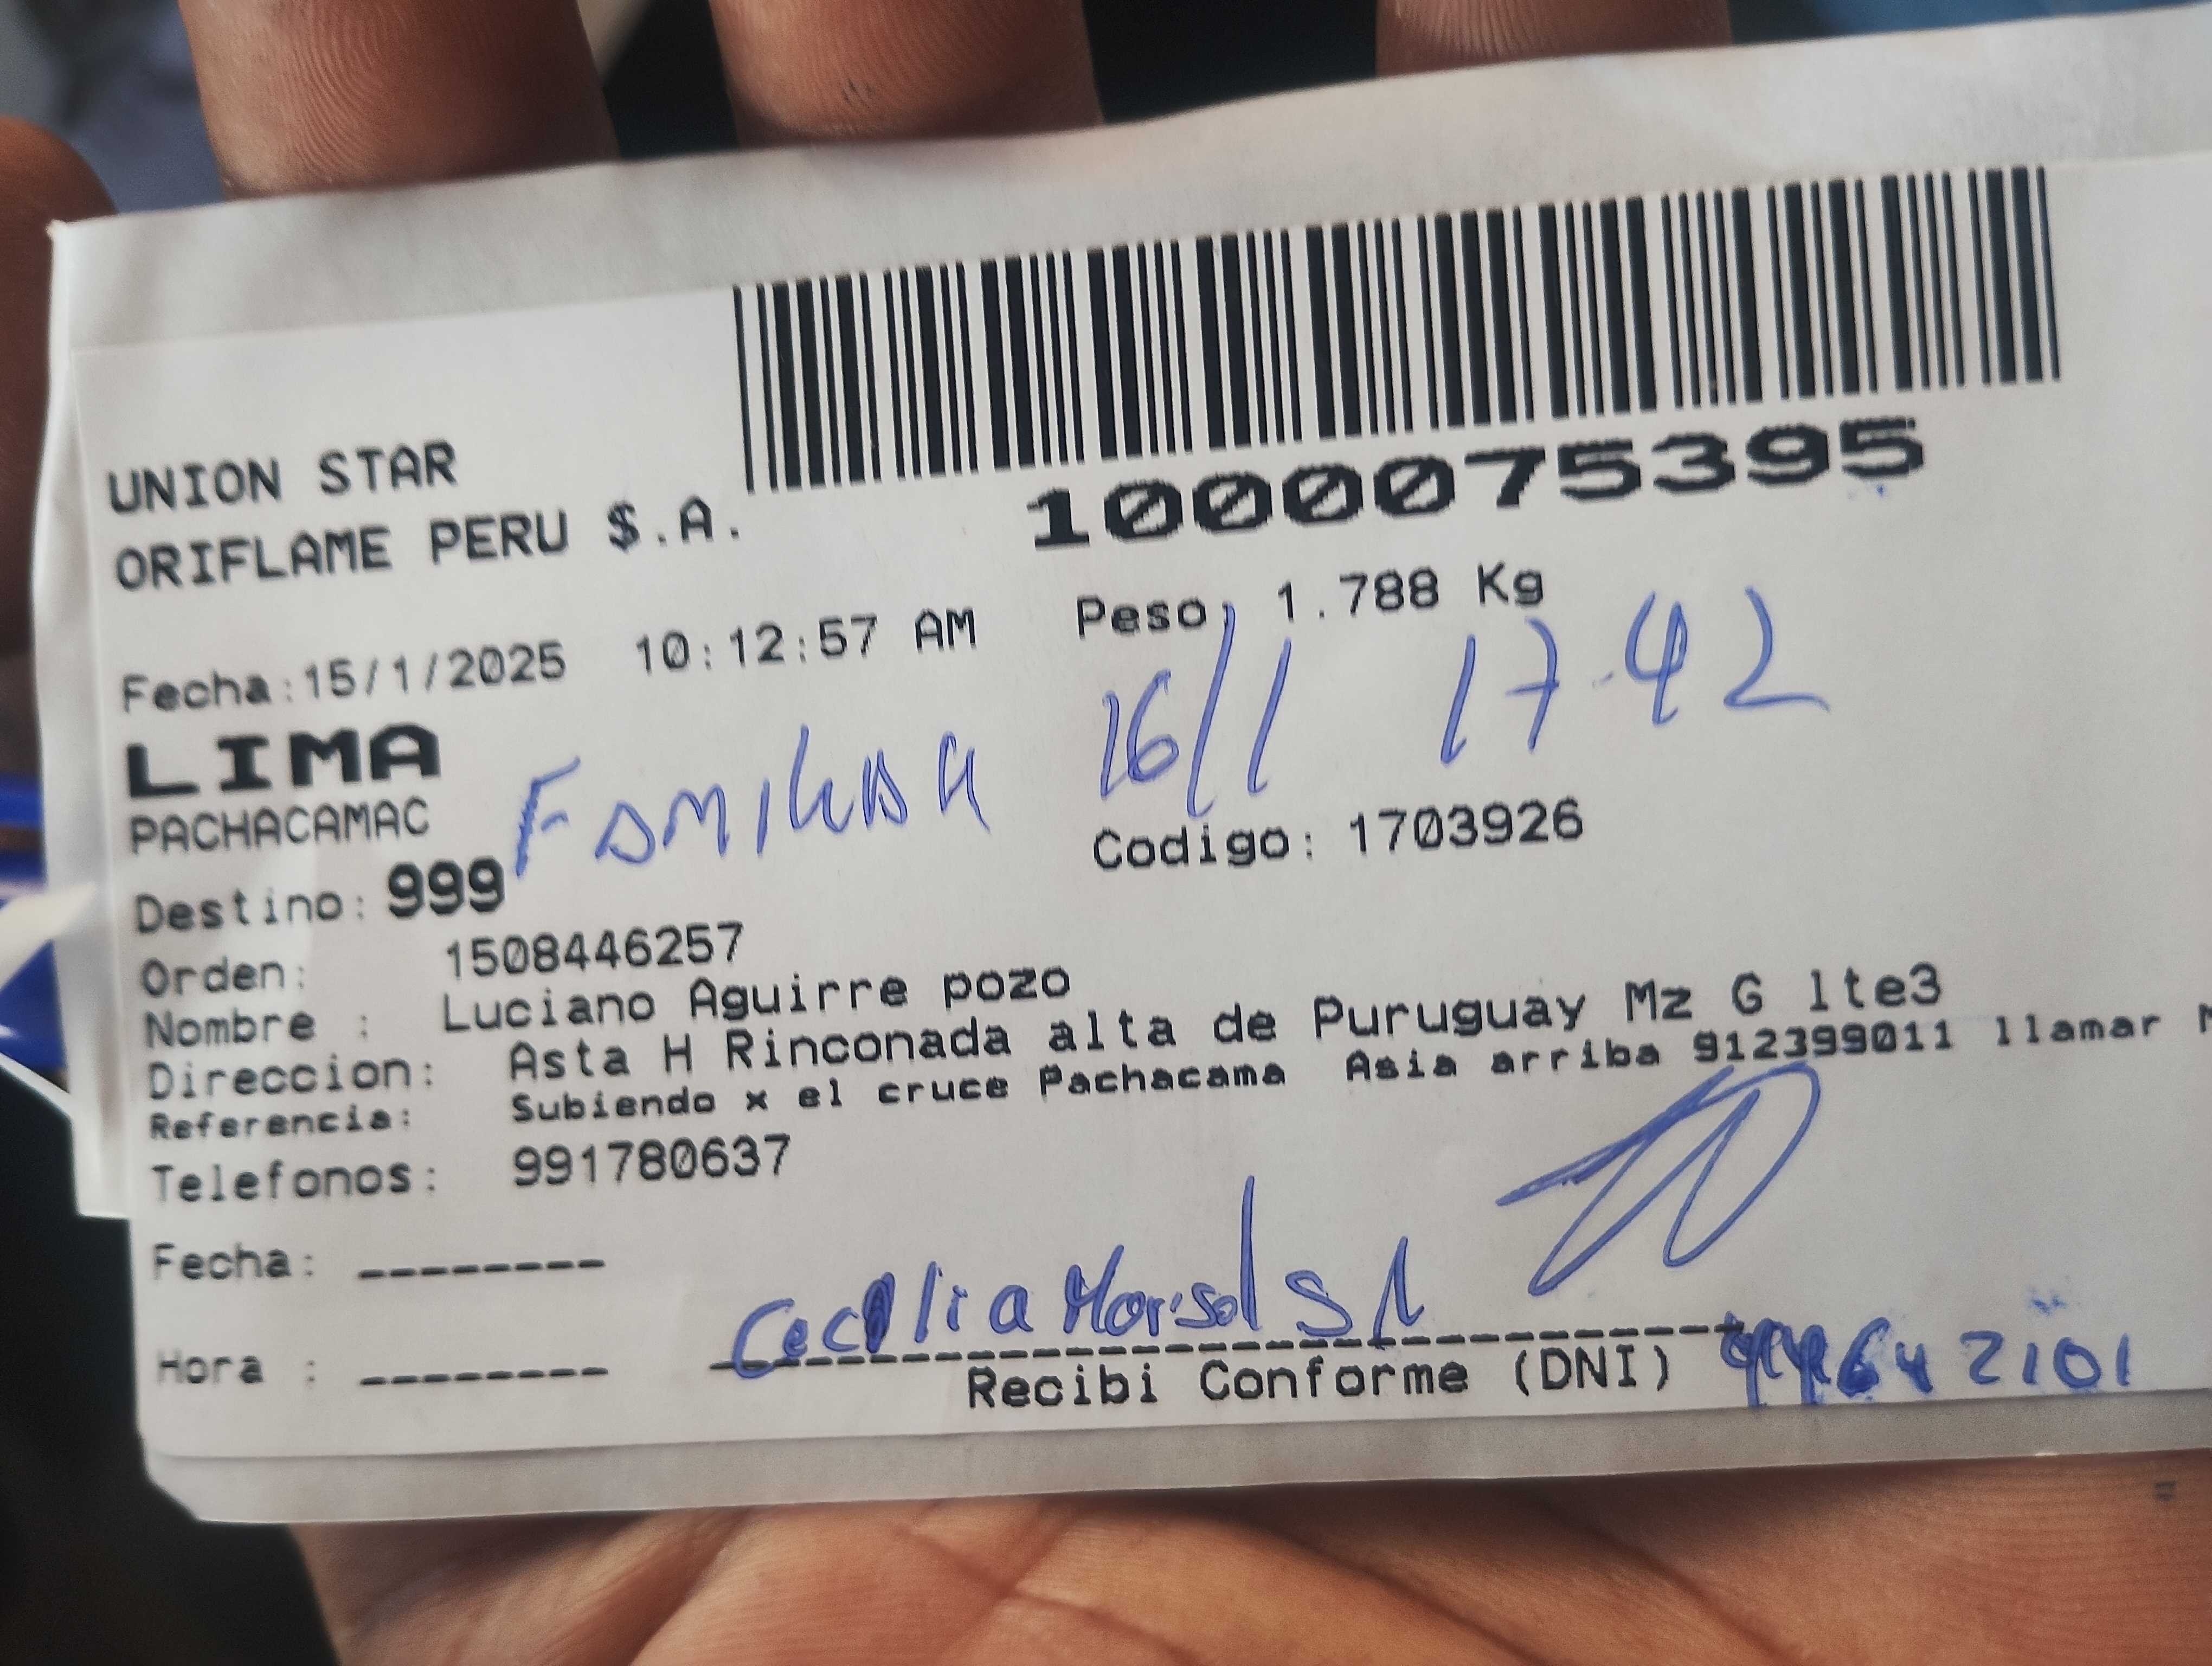 UNION STAR
ORIFLAME PERU $.A.
1000075395
Fecha:15/1/2025 10:12:57 AM Peso, 1.788 Kg
16/1 17.42
LIMA
PACHACAMAC
Codigo: 1703926
Destino: 999
Orden: 1508446257
Nombre : Luciano Aguirre pozo
Direccion: Asta H Rinconada alta de Puruguay Mz G lte3
Referencia: Subiendo x el cruce Pachacama Asia arriba 912399011 llamar
Telefonos: 991780637
Fecha: --------
Cecilia Marisol S
Hora : --------
Recibi Conforme (DNI)